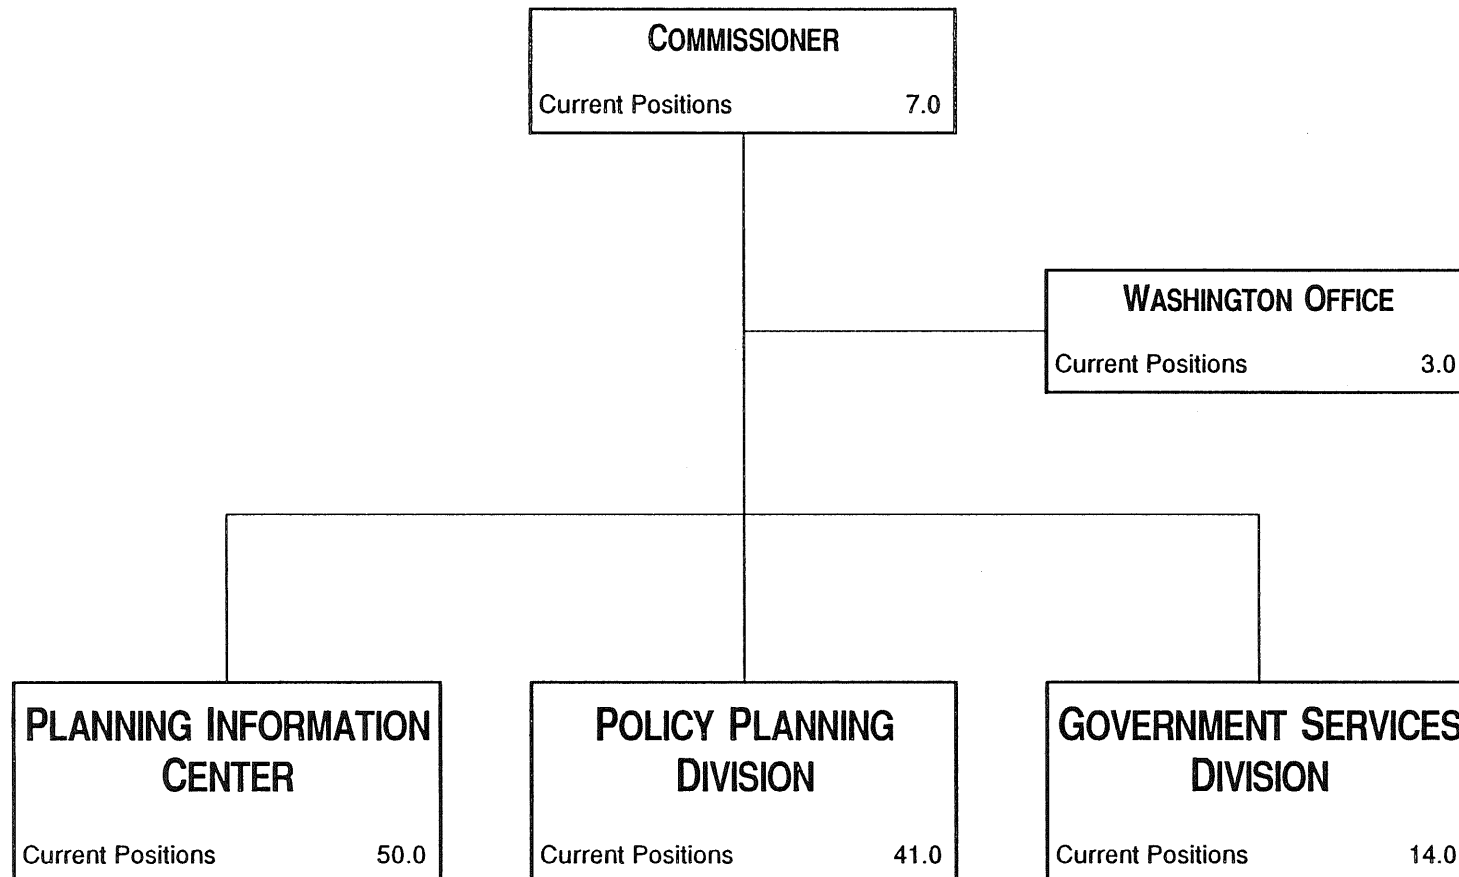 COMMISSIONER
Current Positions 7.0
WASHINGTON OFFICE
Current Positions 3.0
PLANNING INFORMATION
CENTER
Current Positions 50.0
POLICY PLANNING
DIVISION
Current Positions 41.0
GOVERNMENT SERVICES
DIVISION
Current Positions 14.0